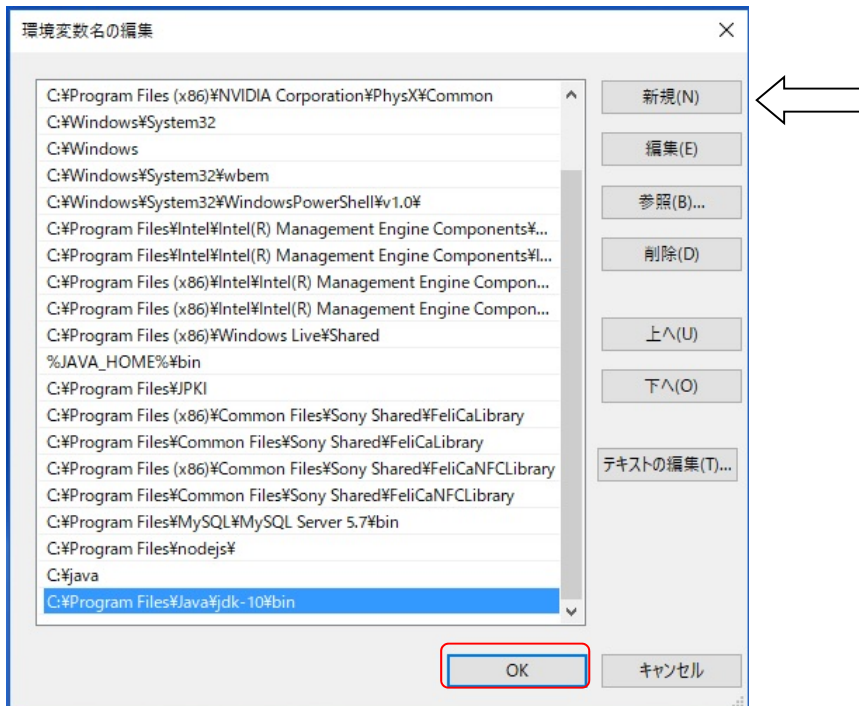 環境変数名の編集
C:¥Program Files (x86)¥NVIDIA Corporation¥PhysX¥Common
C:¥Windows¥System32
C:¥Windows
C:¥Windows¥System32¥wbem
C:¥Windows¥System32¥WindowsPowerShell¥v1.0¥
C:¥Program Files¥Intel¥Intel(R) Management Engine Components¥...
C:¥Program Files¥Intel¥Intel(R) Management Engine Components¥I...
C:¥Program Files (x86)¥Intel¥Intel(R) Management Engine Compon...
C:¥Program Files (x86)¥Intel¥Intel(R) Management Engine Compon...
C:¥Program Files (x86)¥Windows Live¥Shared
%JAVA_HOME%¥bin
C:¥Program Files¥JPKI
C:¥Program Files (x86)¥Common Files¥Sony Shared¥FeliCaLibrary
C:¥Program Files¥Common Files¥Sony Shared¥FeliCaLibrary
C:¥Program Files (x86)¥Common Files¥Sony Shared¥FeliCaNFCLibrary
C:¥Program Files¥Common Files¥Sony Shared¥FeliCaNFCLibrary
C:¥Program Files¥MySQL¥MySQL Server 5.7¥bin
C:¥Program Files¥nodejs¥
C:¥java
C:¥Program Files¥Java¥jdk-10¥bin
新規(N)
編集(E)
参照(B)...
削除(D)
上へ(U)
下へ(O)
テキストの編集(T)...
OK
キャンセル